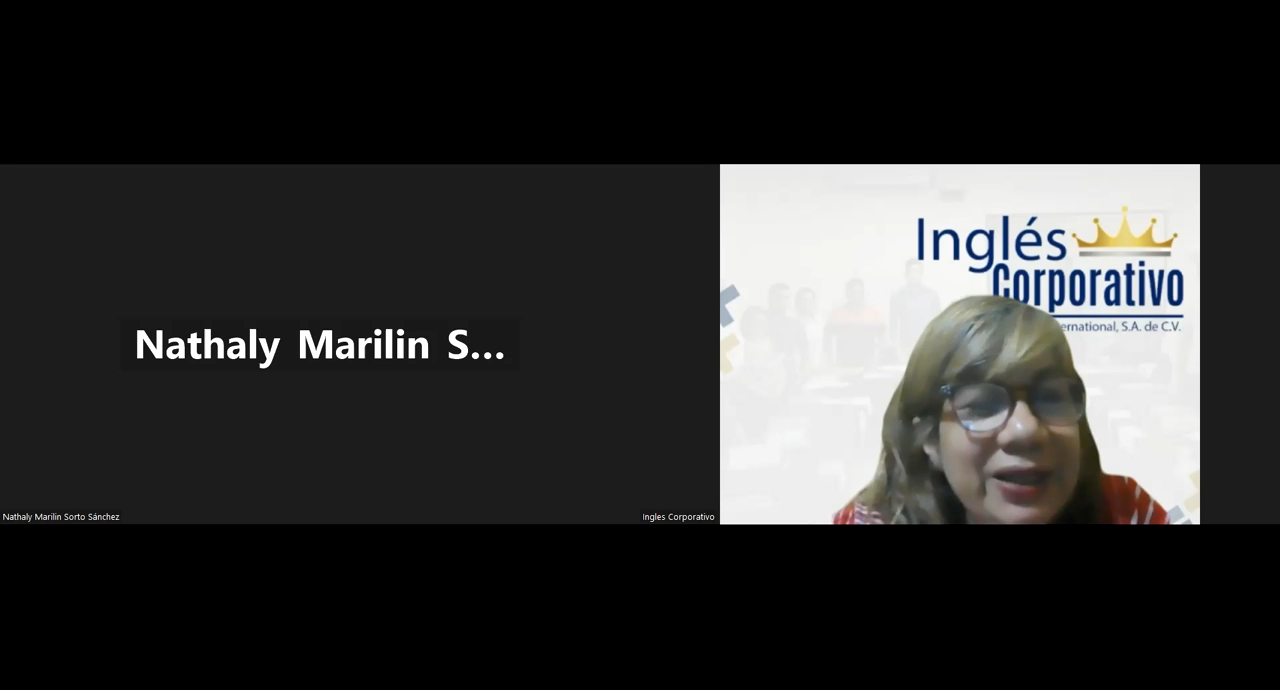 Nathaly Marilin S...
Nathaly Marilin Sorto Sánchez
Ingles Corporativo
Inglés
Corporativo
ernational, S.A. de C.V.